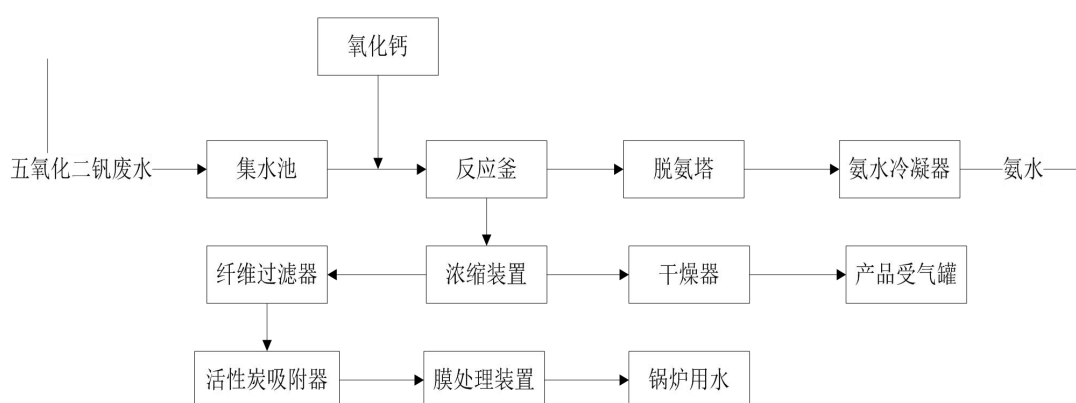 氧化钙
五氧化二钒废水
集水池
反应釜
脱氨塔
氨水冷凝器
氨水
纤维过滤器
浓缩装置
干燥器
产品受气罐
活性炭吸附器
膜处理装置
锅炉用水